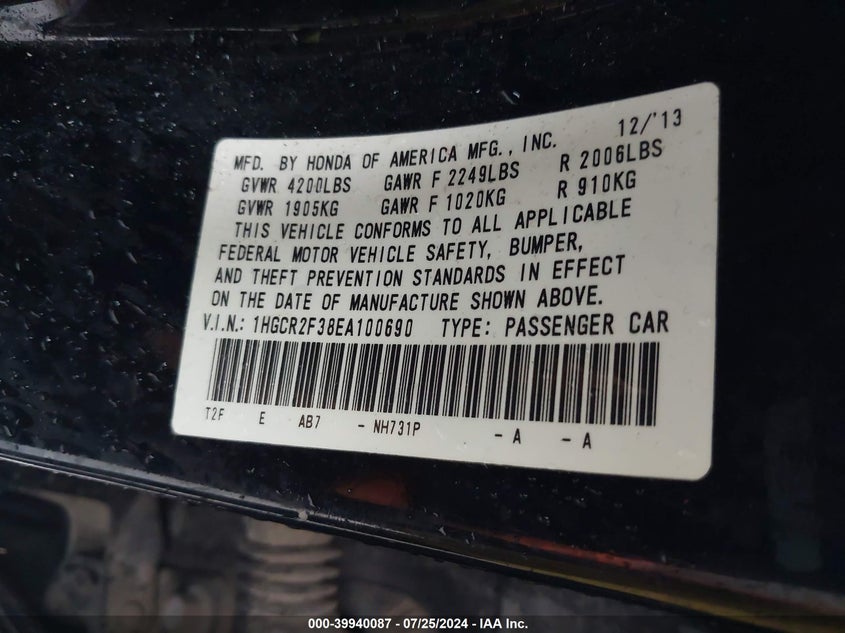 12/'13
MFD. BY HONDA OF AMERICA MFG., INC.
GVWR 4200LBS GAWR F 2249LBS R 2006LBS
GVWR 1905KG GAWR F 1020KG R 910KG
THIS VEHICLE CONFORMS TO ALL APPLICABLE
FEDERAL MOTOR VEHICLE SAFETY, BUMPER,
AND THEFT PREVENTION STANDARDS IN EFFECT
ON THE DATE OF MANUFACTURE SHOWN ABOVE.
V.I.N.: 1HGCR2F38EA100690 TYPE: PASSENGER CAR
T2F E AB7 - NH731P - A - A
000-39940087 - 07/25/2024 - IAA Inc.